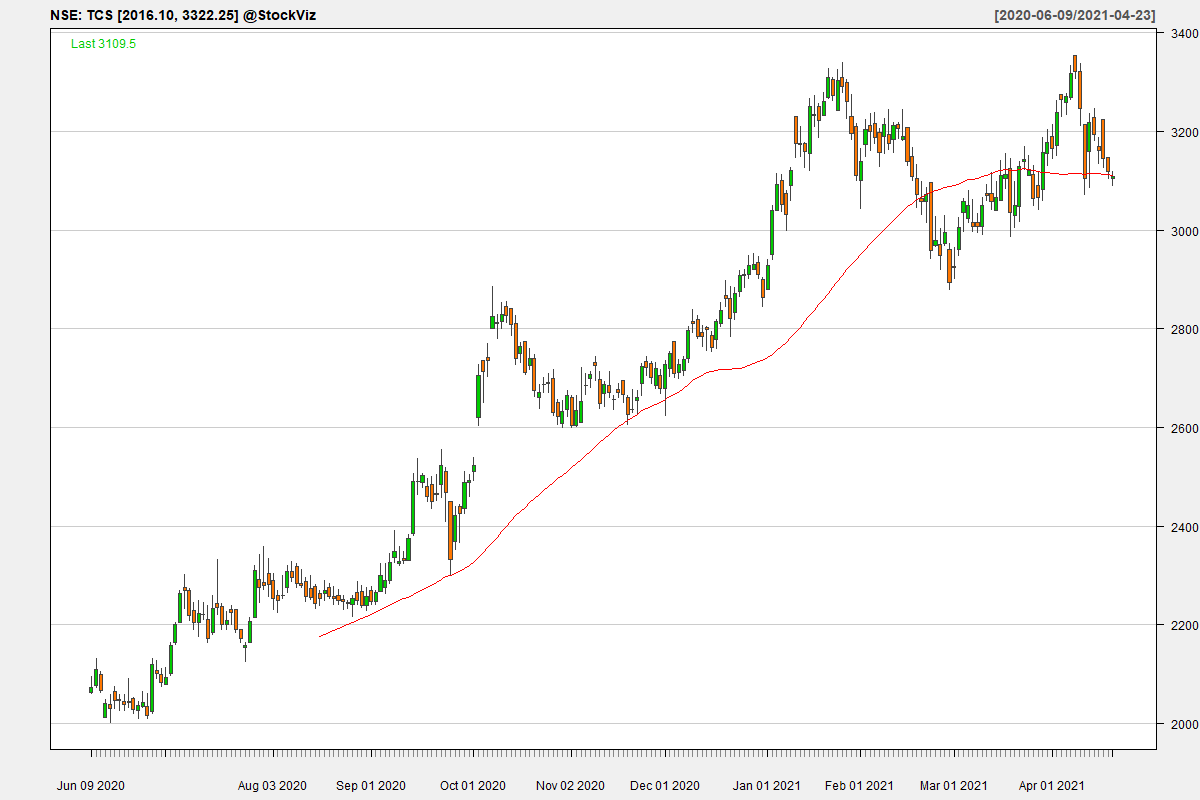 NSE: TCS [2016.10, 3322.25] @StockViz
[2020-06-09/2021-04-23]
Last 3109.5
3400
3200
3000
2800
2600
2400
2200
2000
Jun 09 2020
Aug 03 2020
Sep 01 2020
Oct 01 2020
Nov 02 2020
Dec 01 2020
Jan 01 2021
Feb 01 2021
Mar 01 2021
Apr 01 2021